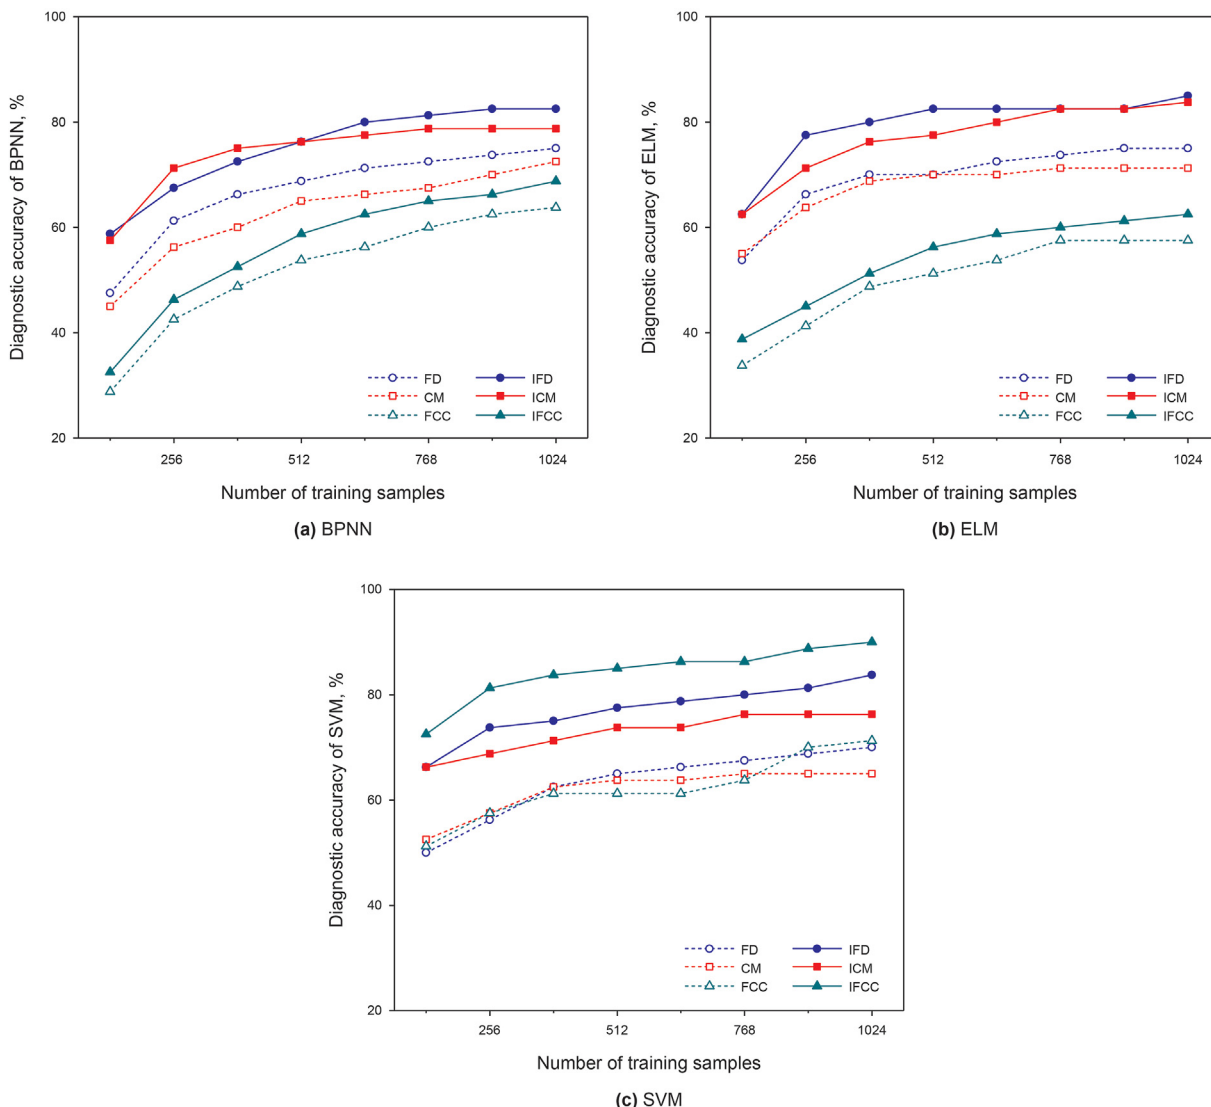 Diagnostic accuracy of BPNN, %
100
80
60
40
20
FD
CM
FCC
IFD
ICM
IFCC
256
512
768
1024
Number of training samples
(a) BPNN
Diagnostic accuracy of ELM, %
100
80
60
40
20
FD
CM
FCC
IFD
ICM
IFCC
256
512
768
1024
Number of training samples
(b) ELM
Diagnostic accuracy of SVM, %
100
80
60
40
20
FD
CM
FCC
IFD
ICM
IFCC
256
512
768
1024
Number of training samples
(c) SVM